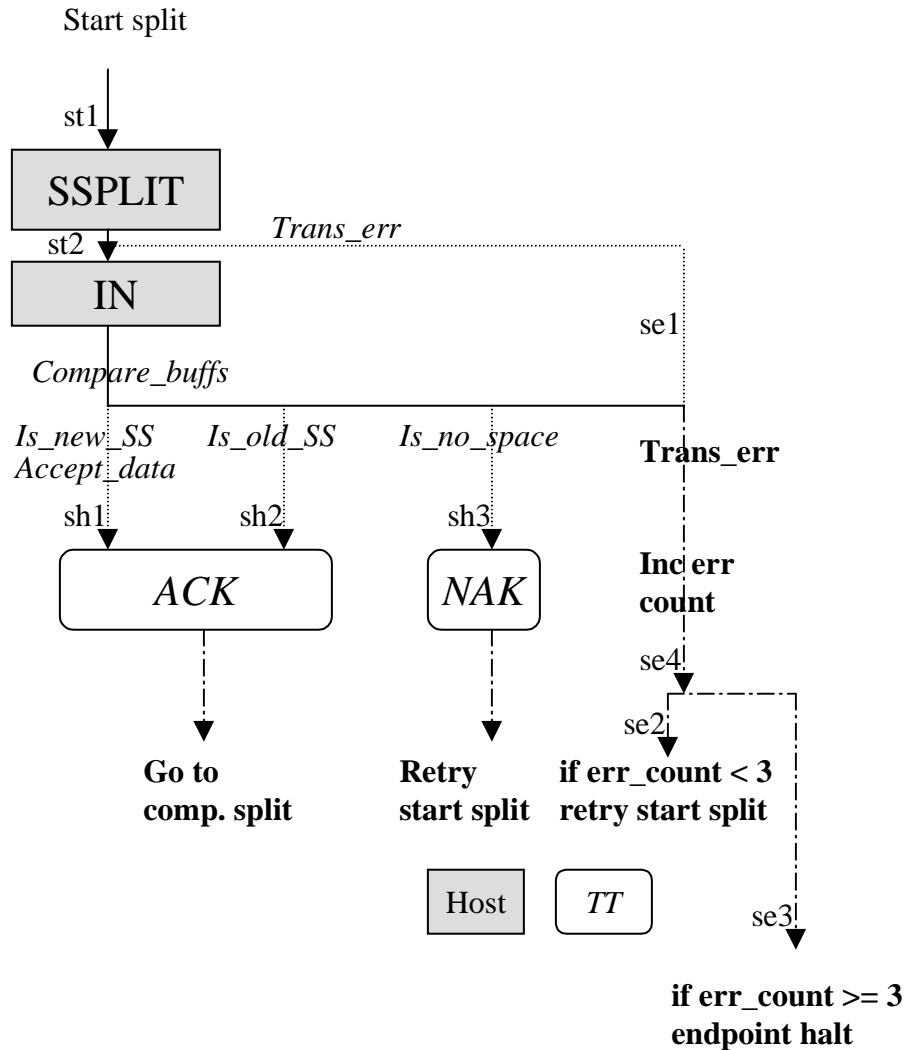 Start split
st1
SSPLIT
Trans_err
st2
IN
se1
Compare_buffs
Is_new_SS
Accept_data
Is_old_SS
Is_no_space
Trans_err
sh1
sh2
sh3
ACK
NAK
Inc err
count
se4
se2
Go to
comp. split
Retry
start split
if err_count < 3
retry start split
Host
TT
se3
if err_count >= 3
endpoint halt